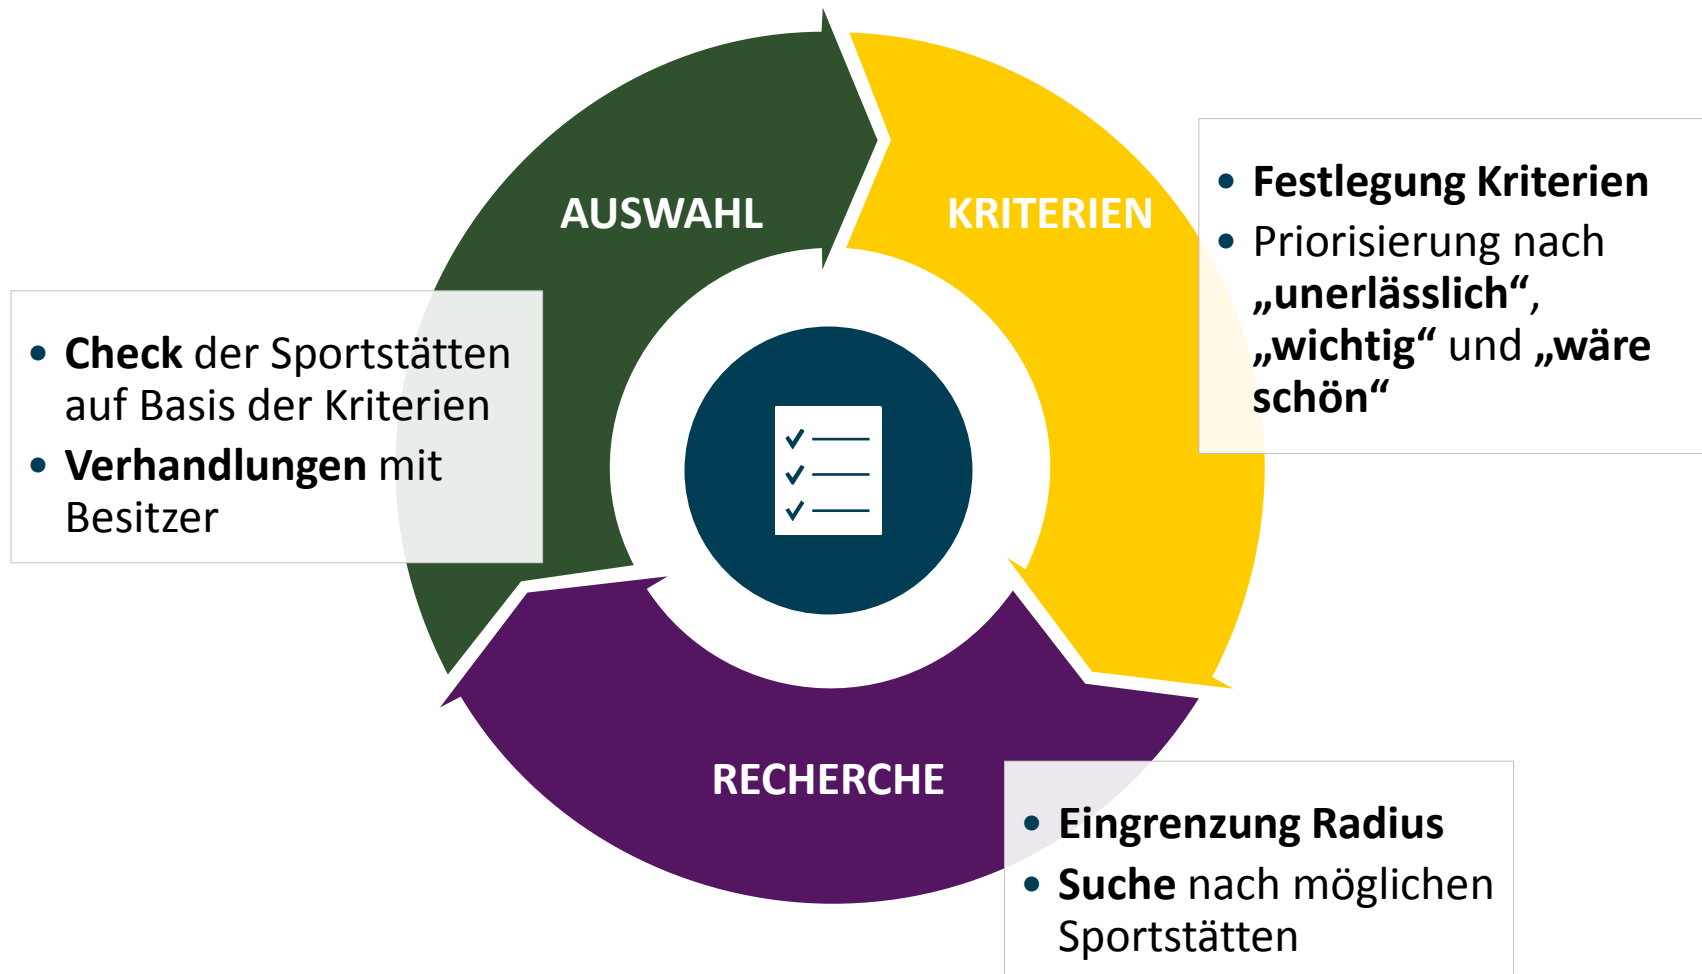 AUSWAHL
KRITERIEN
• Festlegung Kriterien
• Priorisierung nach
„unerlässlich“,
„wichtig“ und „wäre
schön“
• Check der Sportstätten
auf Basis der Kriterien
• Verhandlungen mit
Besitzer
RECHERCHE
• Eingrenzung Radius
• Suche nach möglichen
Sportstätten